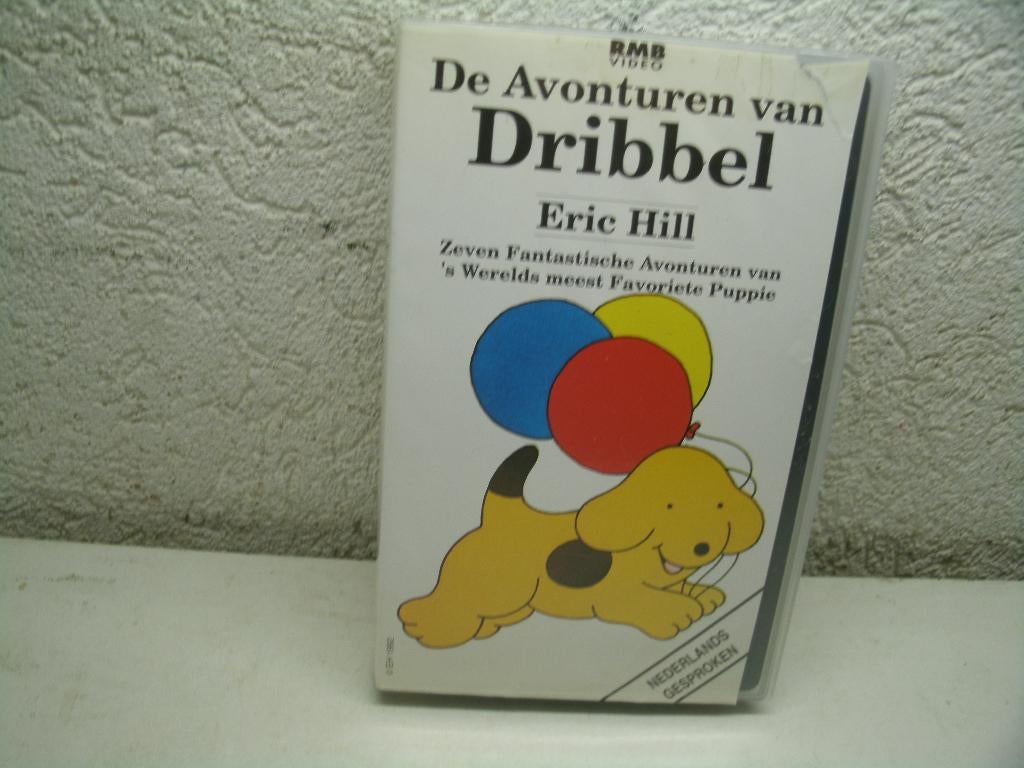 RMB
VIDEO
De Avonturen van
Dribbel
Eric Hill
Zeven Fantastische Avonturen van
's Werelds meest Favoriete Puppie
NEDERLANDS
GESPROKEN